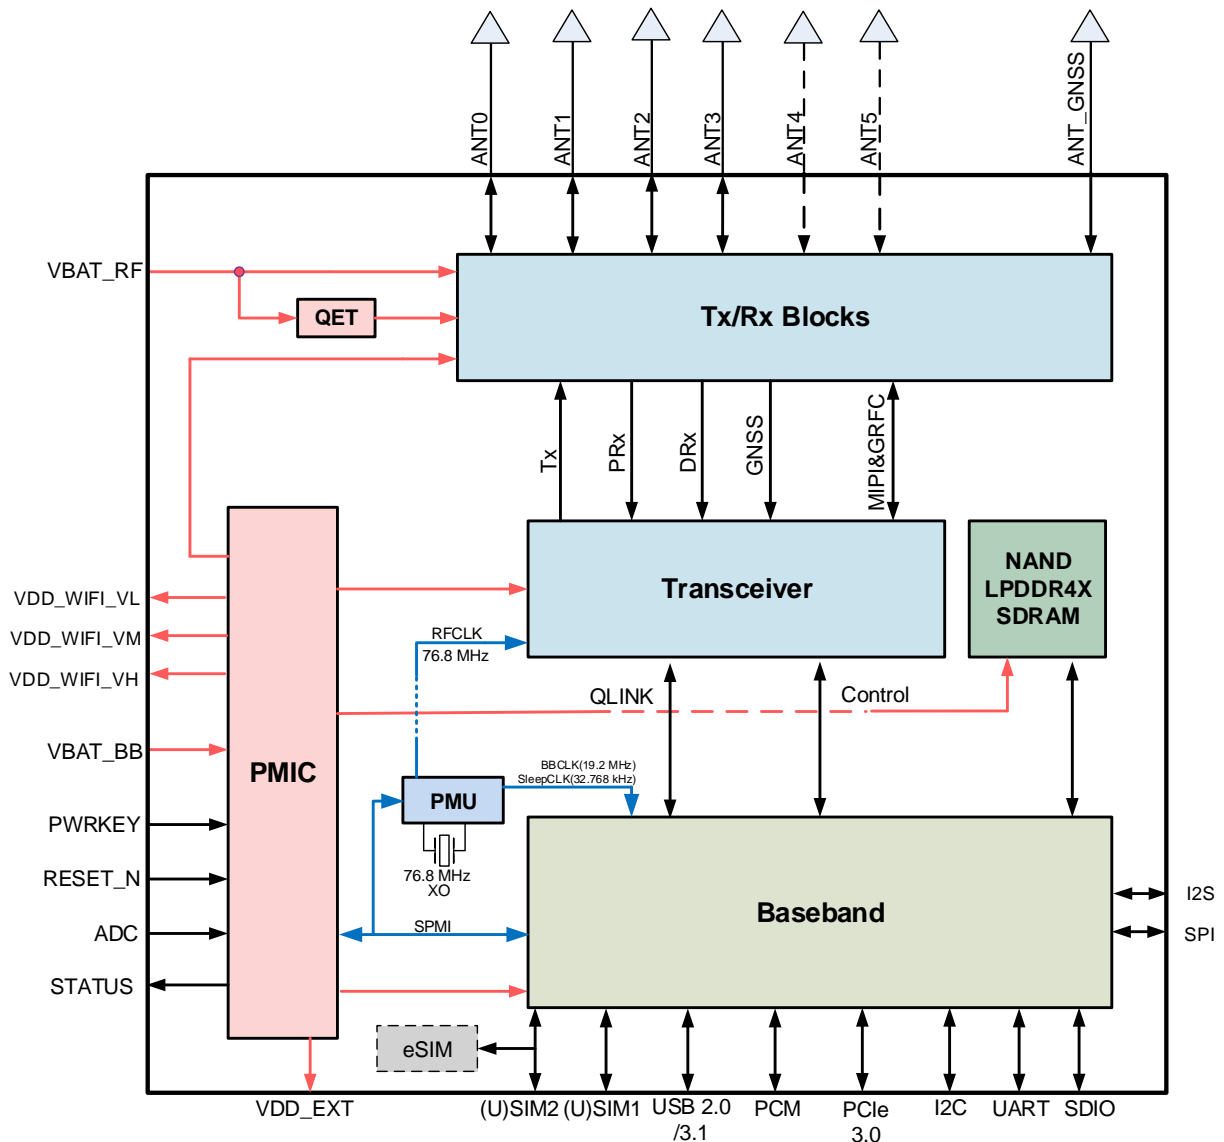 ANT0
ANT1
ANT2
ANT3
ANT4
ANT5
ANT_GNSS
VBAT_RF
QET
Tx/Rx Blocks
Tx
PRx
DRx
GNSS
MIPI&GRFC
Transceiver
NAND
LPDDR4X
SDRAM
VDD_WIFI_VL
VDD_WIFI_VM
VDD_WIFI_VH
RFCLK
76.8 MHz
QLINK
Control
VBAT_BB
PMIC
BBCLK(19.2 MHz)
SleepCLK(32.768 kHz)
PMU
PWRKEY
76.8 MHz
XO
RESET_N
ADC
SPMI
Baseband
I2S
SPI
STATUS
eSIM
VDD_EXT
(U)SIM2
(U)SIM1
USB 2.0
/3.1
PCM
PCIe
3.0
I2C
UART
SDIO